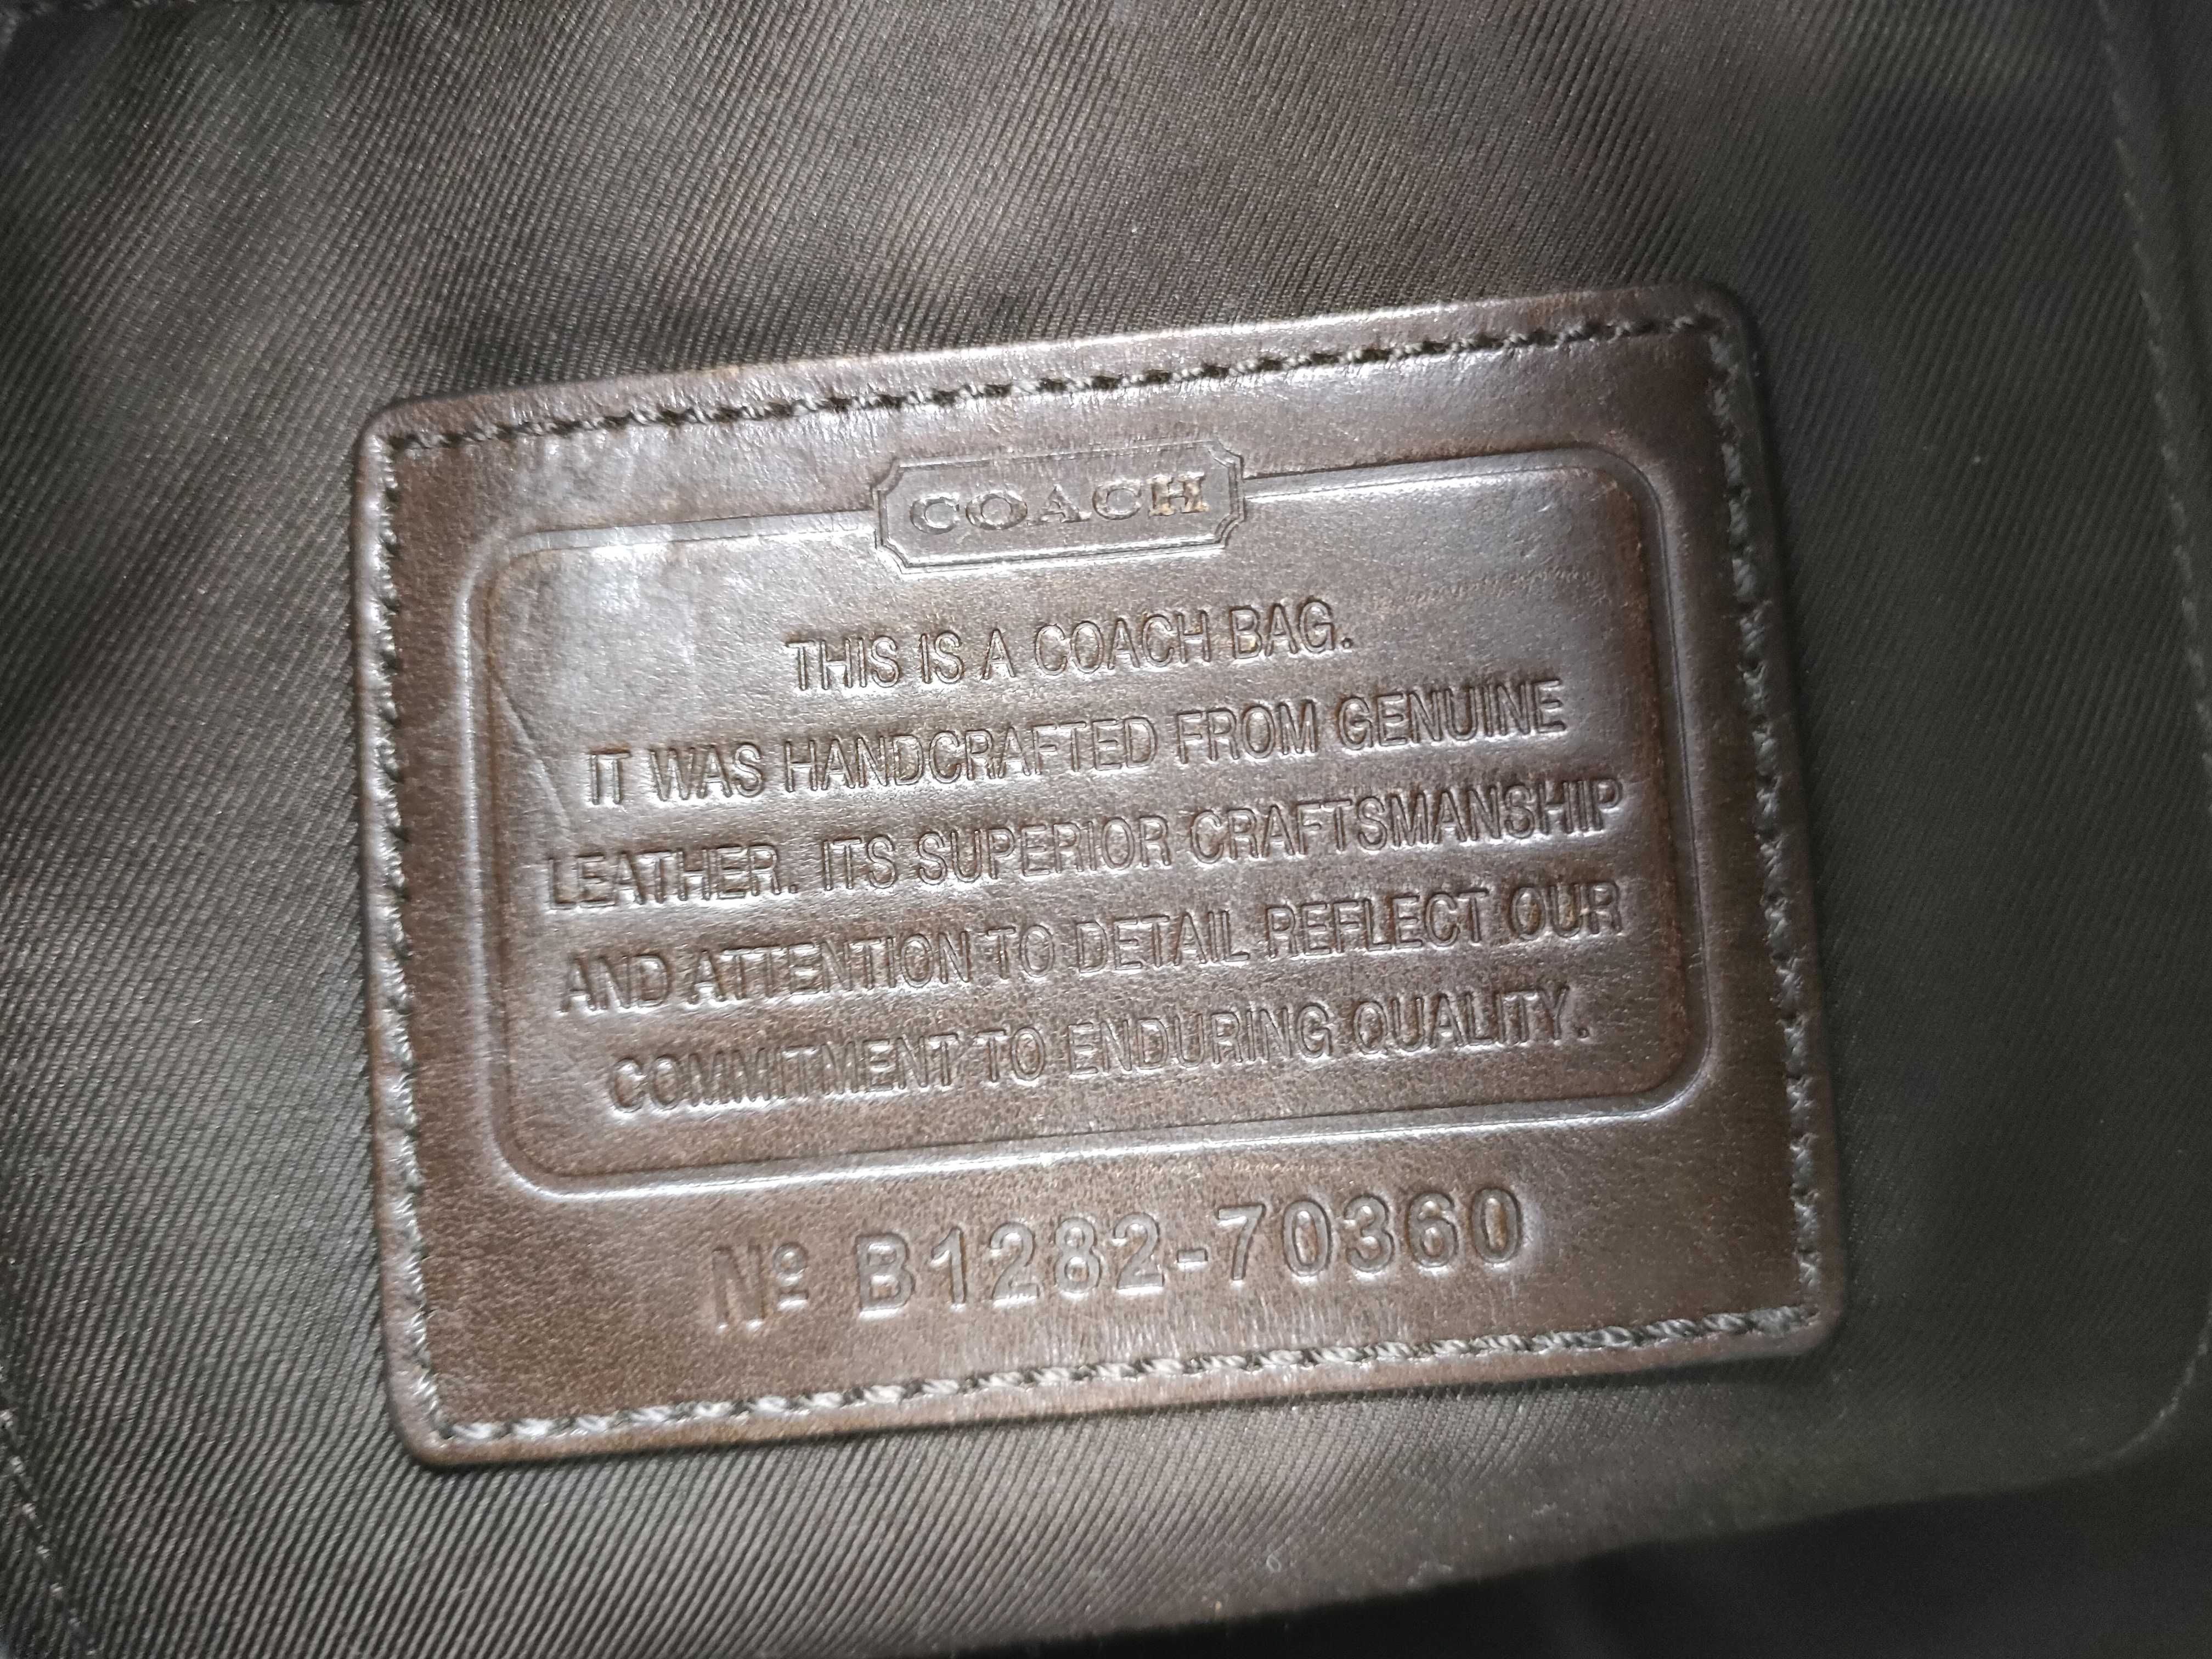 COACH
THIS IS A COACH BAG.
IT WAS HANDCRAFTED FROM GENUINE
LEATHER. ITS SUPERIOR CRAFTSMANSHIP
AND ATTENTION TO DETAIL REFLECT OUR
COMMITMENT TO ENDURING QUALITY.
Nº B1282-70360